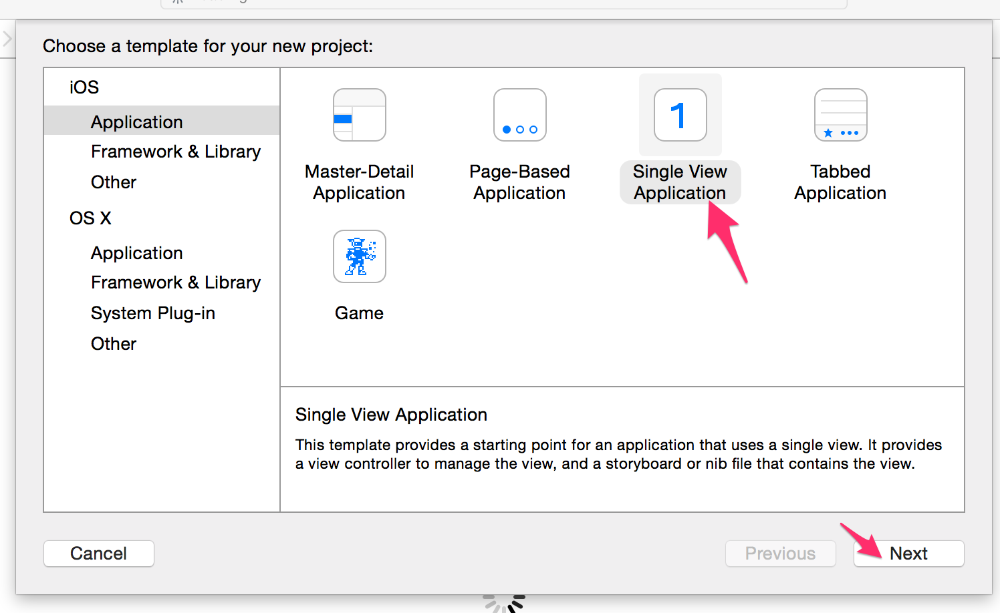 Choose a template for your new project:
iOS
Application
Framework & Library
Other
OS X
Application
Framework & Library
System Plug-in
Other
Master-Detail
Application
Page-Based
Application
1
Single View
Application
Tabbed
Application
Game
Single View Application
This template provides a starting point for an application that uses a single view. It provides
a view controller to manage the view, and a storyboard or nib file that contains the view.
Cancel
Previous
Next